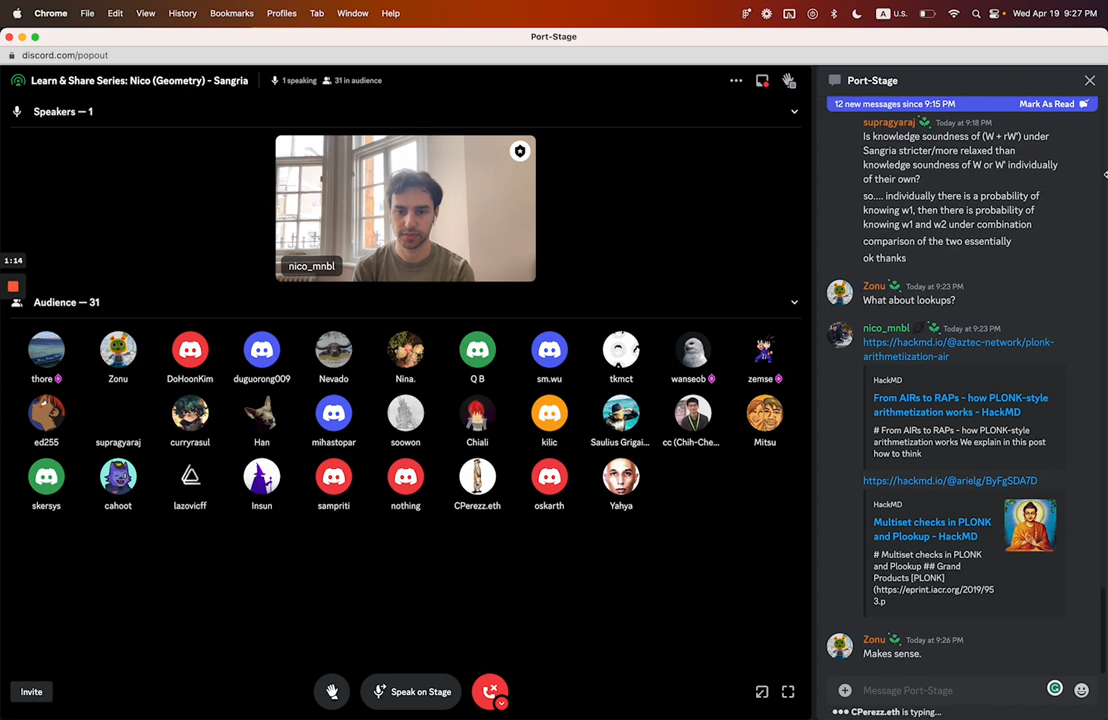 Chrome File Edit View History Bookmarks Profiles Tab Window Help A U.S. Wed Apr 19 9:27 PM
Port-Stage
discord.com/popout
Learn & Share Series: Nico (Geometry) - Sangria 1 speaking 31 in audience
Speakers — 1
nico_mnbl
1:14
Audience — 31
thore Zonu DoHoonKim duguorong009 Nevado Nina. Q B sm.wu tkmct wanseob zemse
ed255 supragyaraj curryrasul Han mihastopar soowon Chiali kilic Saulius Grigai... cc (Chih-Che... Mitsu
skersys cahoot lazovicff Insun sampriti nothing CPerezz.eth oskarth Yahya
Invite
Speak on Stage
Port-Stage
12 new messages since 9:15 PM Mark As Read
supragyaraj Today at 9:18 PM
Is knowledge soundness of (W + rW') under
Sangria stricter/more relaxed than
knowledge soundness of W or W' individually
of their own?
so.... individually there is a probability of
knowing w1, then there is probability of
knowing w1 and w2 under combination
comparison of the two essentially
ok thanks
Zonu Today at 9:23 PM
What about lookups?
nico_mnbl Today at 9:23 PM
https://hackmd.io/@aztec-network/plonk-
arithmetiization-air
HackMD
From AIRs to RAPs - how PLONK-style
arithmetization works - HackMD
# From AIRs to RAPs - how PLONK-style
arithmetization works We explain in this post
how to think
https://hackmd.io/@arielg/ByFgSDA7D
HackMD
Multiset checks in PLONK
and Plookup - HackMD
# Multiset checks in PLONK
and Plookup ## Grand
Products [PLONK]
(https://eprint.iacr.org/2019/95
3.p
Zonu Today at 9:26 PM
Makes sense.
Message Port-Stage
CPerezz.eth is typing...